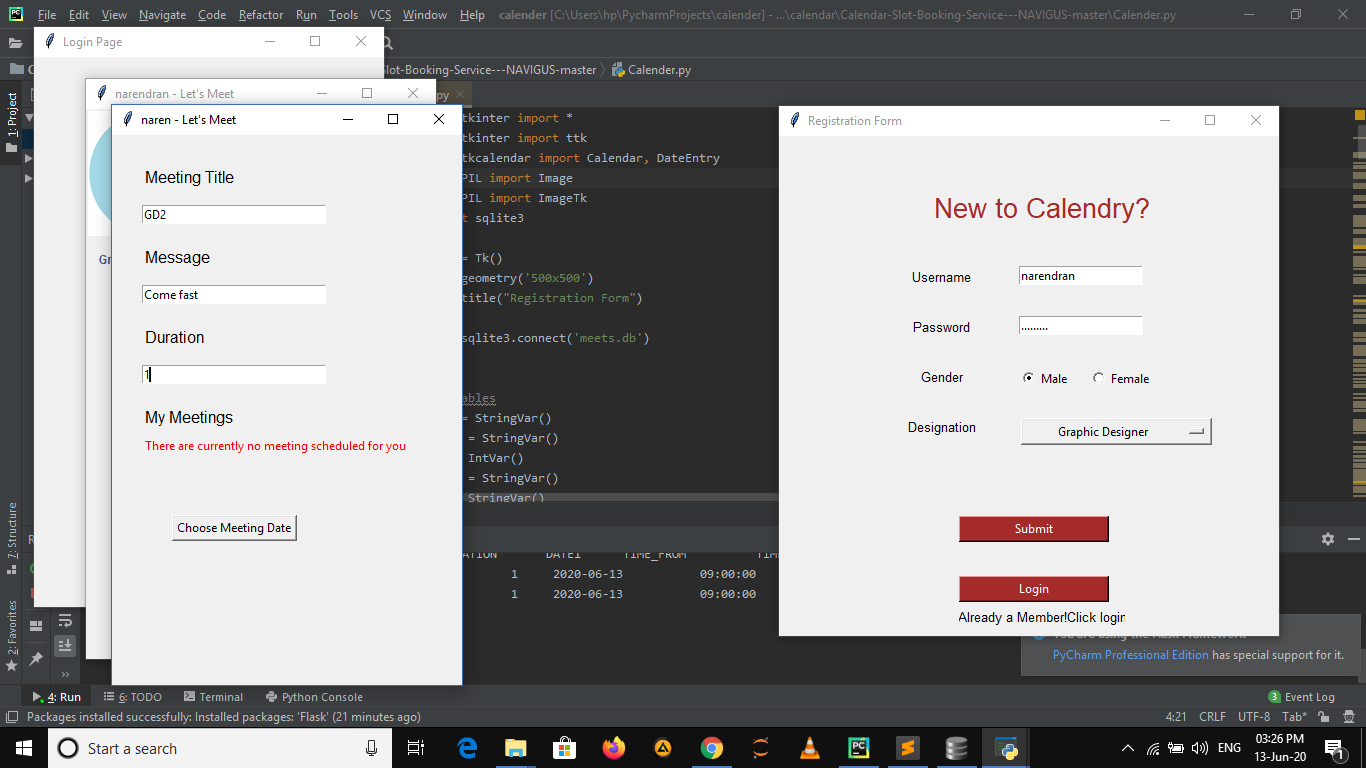 File Edit View Navigate Code Refactor Run Tools VCS Window Help calender [C:\Users\hp\PycharmProjects\calender] - ...\calendar\Calendar-Slot-Booking-Service---NAVIGUS-master\Calender.py
Login Page
Slot-Booking-Service---NAVIGUS-master Calender.py
1: Project
narendran - Let's Meet
naren - Let's Meet
Meeting Title
GD2
Message
Come fast
Duration
1
My Meetings
There are currently no meeting scheduled for you
Choose Meeting Date
tkinter import *
tkinter import ttk
tkcalendar import Calendar, DateEntry
PIL import Image
PIL import ImageTk
t sqlite3
= Tk()
geometry('500x500')
title("Registration Form")
sqlite3.connect('meets.db')
ables
= StringVar()
= StringVar()
IntVar()
= StringVar()
StringVar()
Registration Form
New to Calendry?
Username narendran
Password .........
Gender Male Female
Designation Graphic Designer
Submit
Login
Already a Member!Click login
ATION DATE1 TIME_FROM TIM
1 2020-06-13 09:00:00
1 2020-06-13 09:00:00
7: Structure
2: Favorites
You are using the Flask Framework
PyCharm Professional Edition has special support for it.
4: Run 6: TODO Terminal Python Console 3 Event Log
Packages installed successfully: Installed packages: 'Flask' (21 minutes ago) 4:21 CRLF UTF-8 Tab*
Start a search
ENG
03:26 PM
13-Jun-20
1